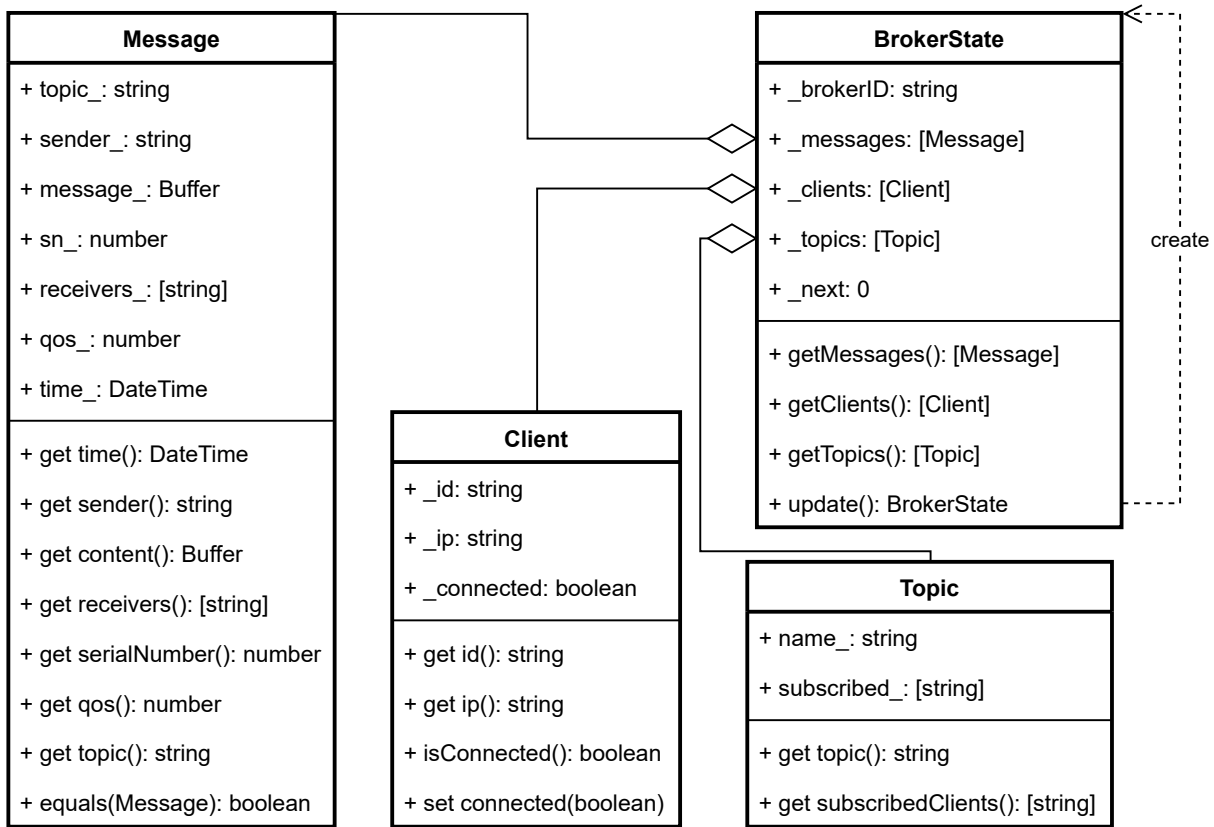 Message
+ topic_: string
+ sender_: string
+ message_: Buffer
+ sn_: number
+ receivers_: [string]
+ qos_: number
+ time_: DateTime
+ get time(): DateTime
+ get sender(): string
+ get content(): Buffer
+ get receivers(): [string]
+ get serialNumber(): number
+ get qos(): number
+ get topic(): string
+ equals(Message): boolean
Client
+ _id: string
+ _ip: string
+ _connected: boolean
+ get id(): string
+ get ip(): string
+ isConnected(): boolean
+ set connected(boolean)
BrokerState
+ _brokerID: string
+ _messages: [Message]
+ _clients: [Client]
+ _topics: [Topic]
+ _next: 0
+ getMessages(): [Message]
+ getClients(): [Client]
+ getTopics(): [Topic]
+ update(): BrokerState
create
Topic
+ name_: string
+ subscribed_: [string]
+ get topic(): string
+ get subscribedClients(): [string]